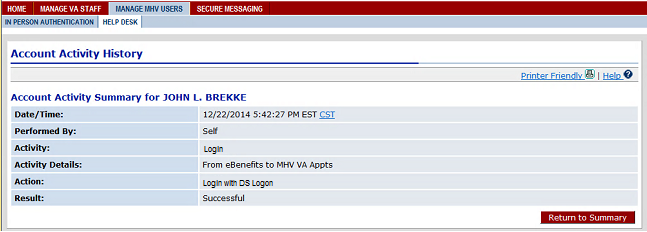 HOME MANAGE VA STAFF MANAGE MHV USERS SECURE MESSAGING
IN PERSON AUTHENTICATION HELP DESK
Account Activity History
Printer Friendly | Help
Account Activity Summary for JOHN L. BREKKE
Date/Time: 12/22/2014 5:42:27 PM EST CST
Performed By: Self
Activity: Login
Activity Details: From eBenefits to MHV VA Appts
Action: Login with DS Logon
Result: Successful
Return to Summary